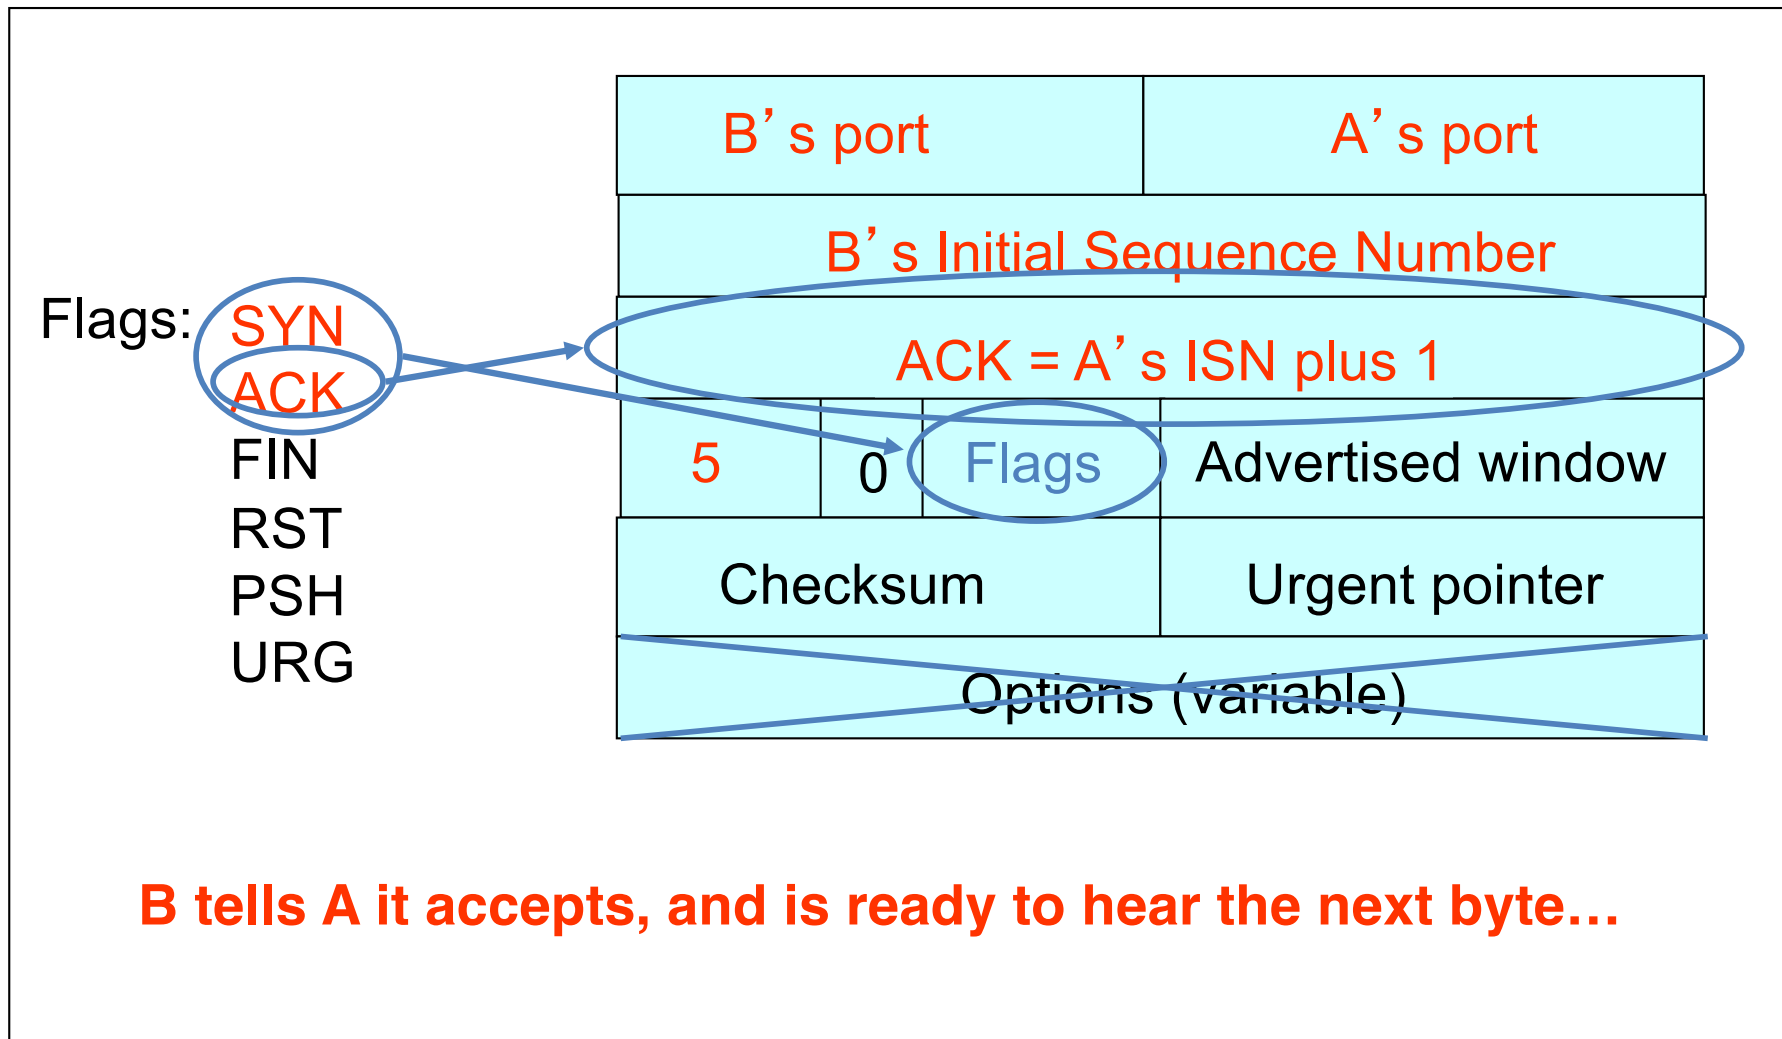 B’s port
A’s port
B’s Initial Sequence Number
Flags:
SYN
ACK = A’s ISN plus 1
ACK
FIN
5
0
Flags
Advertised window
RST
PSH
Checksum
Urgent pointer
URG
Options (variable)
B tells A it accepts, and is ready to hear the next byte…